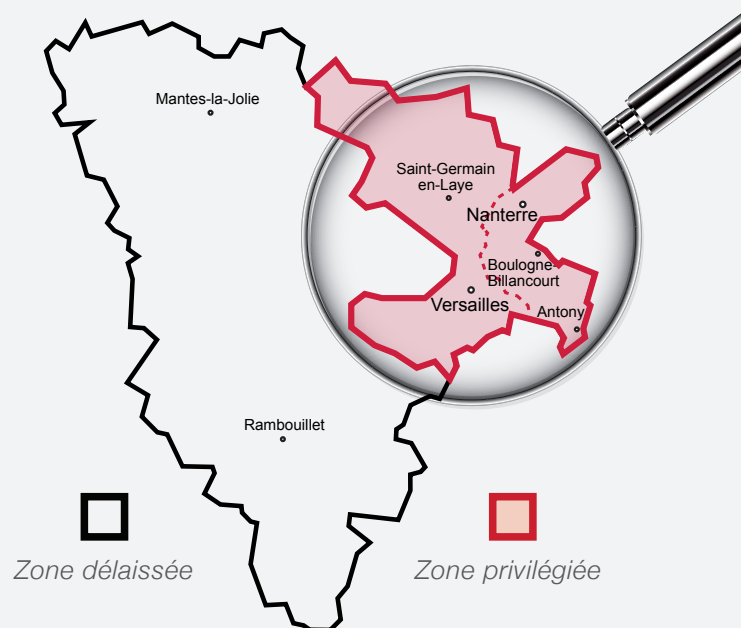 Mantes-la-Jolie
Saint-Germain
en-Laye
Nanterre
Boulogne-
Billancourt
Versailles
Antony
Rambouillet
Zone délaissée
Zone privilégiée